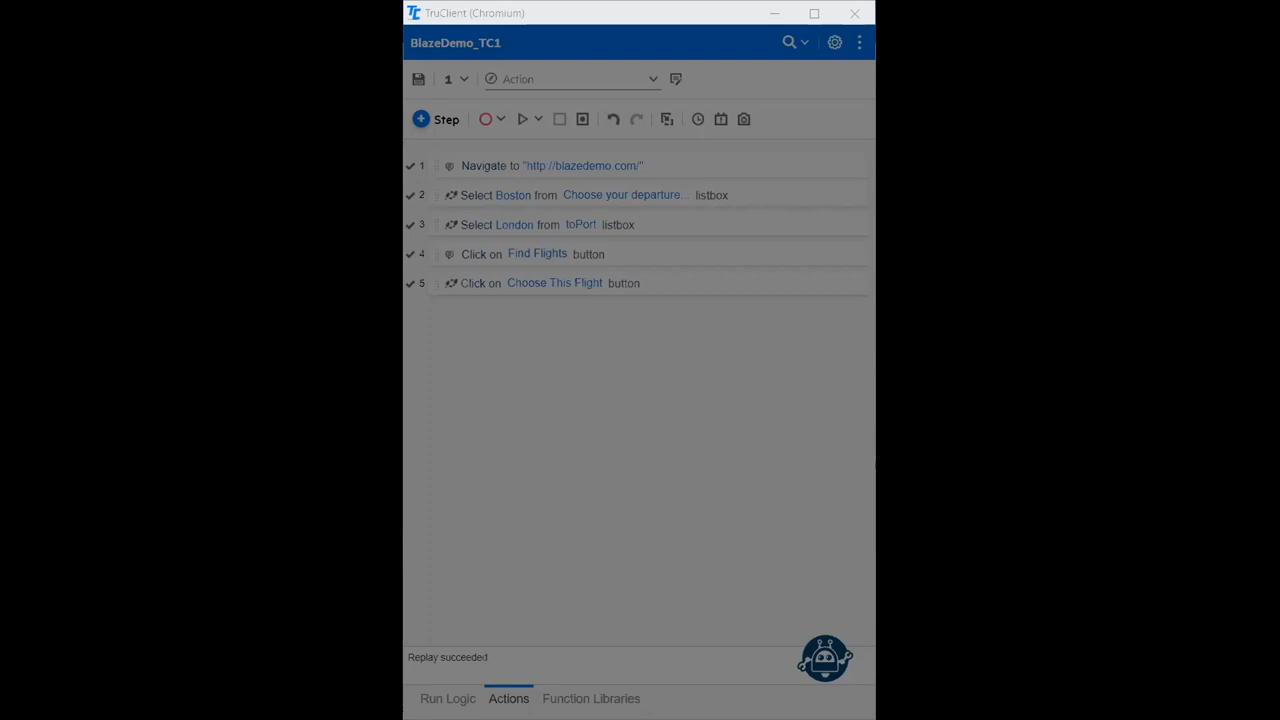 TC TruClient (Chromium)
BlazeDemo_TC1
1 Action
Step
1 Navigate to "http://blazedemo.com/"
2 Select Boston from Choose your departure... listbox
3 Select London from toPort listbox
4 Click on Find Flights button
5 Click on Choose This Flight button
Replay succeeded
Run Logic Actions Function Libraries